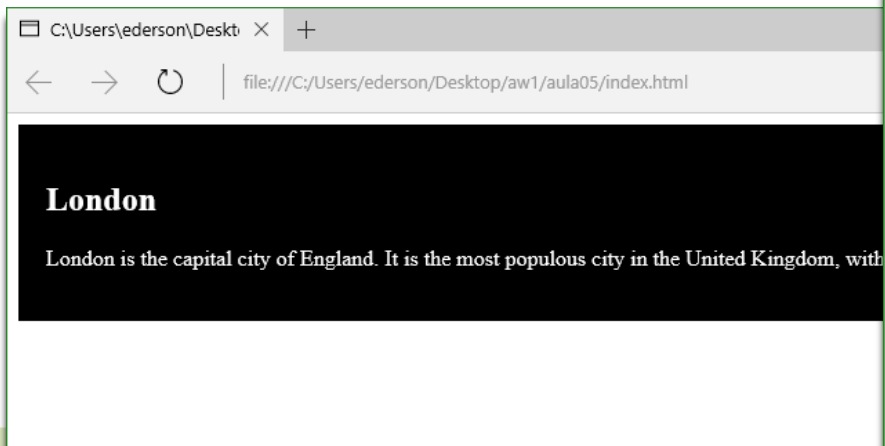 C:\Users\ederson\Deskt
file:///C:/Users/ederson/Desktop/aw1/aula05/index.html
London
London is the capital city of England. It is the most populous city in the United Kingdom, with